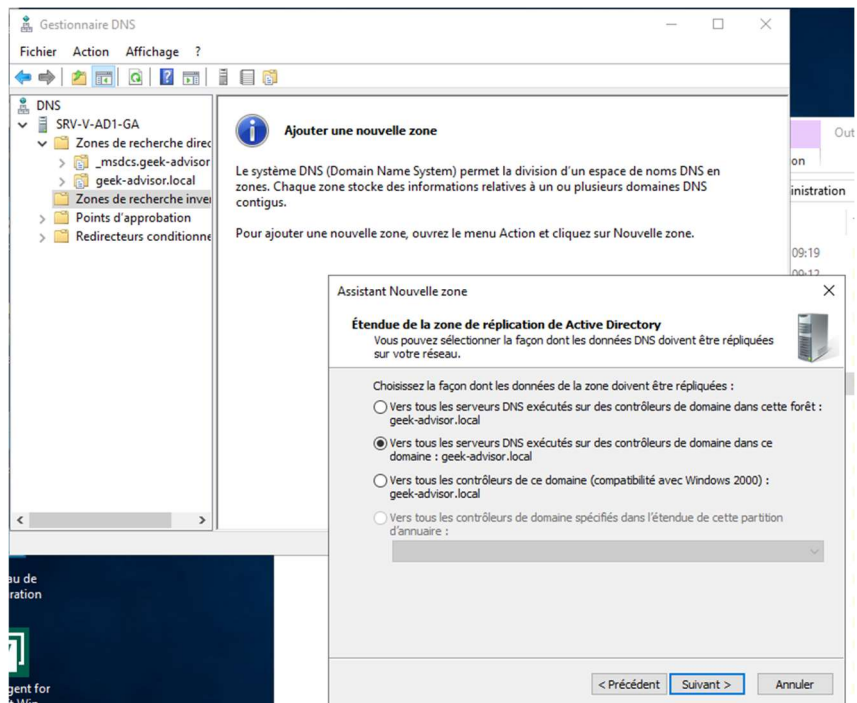 Gestionnaire DNS
Fichier Action Affichage ?
DNS
SRV-V-AD1-GA
Zones de recherche direc
_msdcs.geek-advisor
geek-advisor.local
Zones de recherche inver
Points d'approbation
Redirecteurs conditionne
Ajouter une nouvelle zone
Le système DNS (Domain Name System) permet la division d'un espace de noms DNS en
zones. Chaque zone stocke des informations relatives à un ou plusieurs domaines DNS
contigus.
Pour ajouter une nouvelle zone, ouvrez le menu Action et cliquez sur Nouvelle zone.
Out
on
inistration
09:19
09:12
Assistant Nouvelle zone
Étendue de la zone de réplication de Active Directory
Vous pouvez sélectionner la façon dont les données DNS doivent être répliquées
sur votre réseau.
Choisissez la façon dont les données de la zone doivent être répliquées :
Vers tous les serveurs DNS exécutés sur des contrôleurs de domaine dans cette forêt :
geek-advisor.local
Vers tous les serveurs DNS exécutés sur des contrôleurs de domaine dans ce
domaine : geek-advisor.local
Vers tous les contrôleurs de ce domaine (compatibilité avec Windows 2000) :
geek-advisor.local
Vers tous les contrôleurs de domaine spécifiés dans l'étendue de cette partition
d'annuaire :
< Précédent Suivant > Annuler
au de
ration
gent for